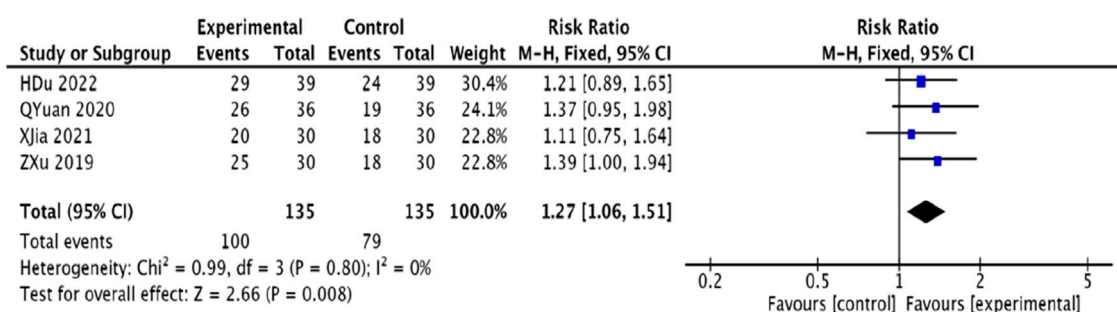 Experimental Control Risk Ratio Risk Ratio
Study or Subgroup Events Total Events Total Weight M-H, Fixed, 95% CI M-H, Fixed, 95% CI
HDu 2022 29 39 24 39 30.4% 1.21 [0.89, 1.65]
QYuan 2020 26 36 19 36 24.1% 1.37 [0.95, 1.98]
XJia 2021 20 30 18 30 22.8% 1.11 [0.75, 1.64]
ZXu 2019 25 30 18 30 22.8% 1.39 [1.00, 1.94]
Total (95% CI) 135 135 100.0% 1.27 [1.06, 1.51]
Total events 100 79
Heterogeneity: Chi² = 0.99, df = 3 (P = 0.80); I² = 0%
Test for overall effect: Z = 2.66 (P = 0.008)
0.2 0.5 1 2 5
Favours [control] Favours [experimental]